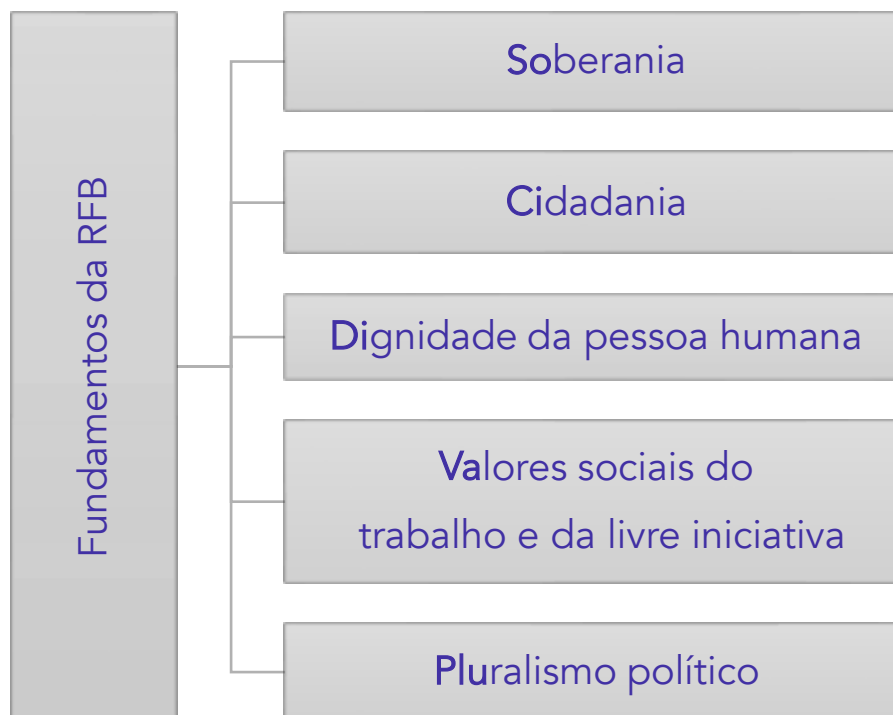 Fundamentos da RFB
Soberania
Cidadania
Dignidade da pessoa humana
Valores sociais do
trabalho e da livre iniciativa
Pluralismo político